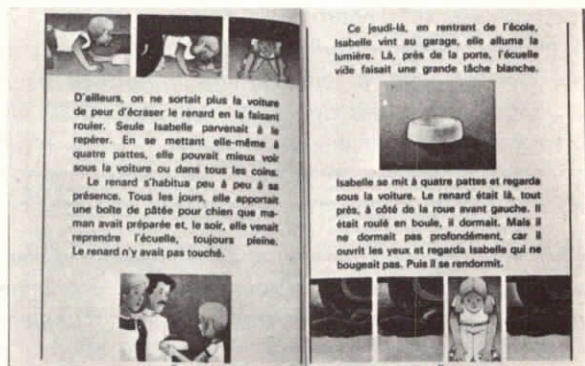 D'ailleurs, on ne sortait plus la voiture
de peur d'écraser le renard en la faisant
rouler. Seule Isabelle parvenait à le
repérer. En se mettant elle-même à
quatre pattes, elle pouvait mieux voir
sous la voiture ou dans tous les coins.
Le renard s'habitua peu à peu à sa
présence. Tous les jours, elle apportait
une boîte de pâtée pour chien que ma-
man avait préparée et, le soir, elle venait
reprendre l'écuelle, toujours pleine.
Le renard n'y avait pas touché.
Ce jeudi-là, en rentrant de l'école,
Isabelle vint au garage, elle alluma la
lumière. Là, près de la porte, l'écuelle
vide faisait une grande tâche blanche.
Isabelle se mit à quatre pattes et regarda
sous la voiture. Le renard était là, tout
près, à côté de la roue avant gauche. Il
était roulé en boule, il dormait. Mais il
ne dormait pas profondément, car il
ouvrit les yeux et regarda Isabelle qui ne
bougeait pas. Puis il se rendormit.